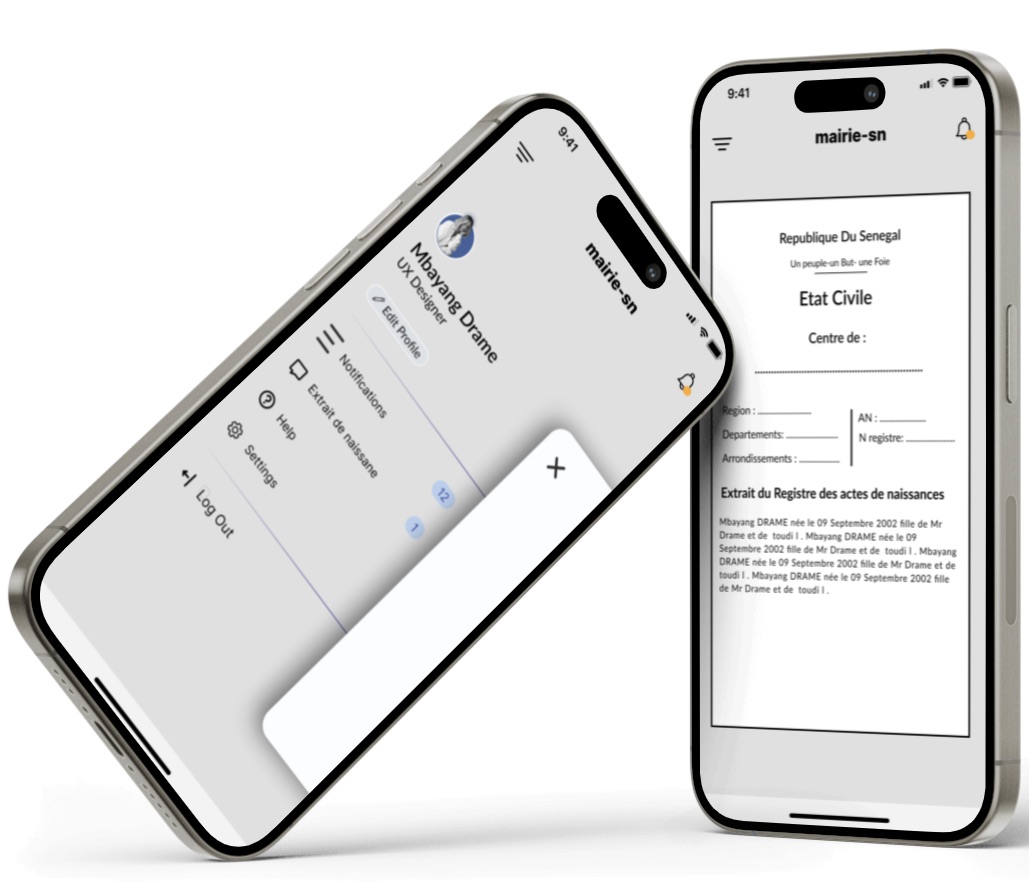 9:41
mairie-sn
Mbayang Drame
UX Designer
Edit Profile
Notifications
Extrait de naissane
12
Help
1
Settings
Log Out
9:41
mairie-sn
Republique Du Senegal
Un peuple-un But- une Foie
Etat Civile
Centre de :
Region :
AN :
Departements:
N registre:
Arrondissements :
Extrait du Registre des actes de naissances
Mbayang DRAME née le 09 Septembre 2002 fille de Mr
Drame et de toudi l . Mbayang DRAME née le 09
Septembre 2002 fille de Mr Drame et de toudi l . Mbayang
DRAME née le 09 Septembre 2002 fille de Mr Drame et de
toudi l . Mbayang DRAME née le 09 Septembre 2002 fille
de Mr Drame et de toudi l .